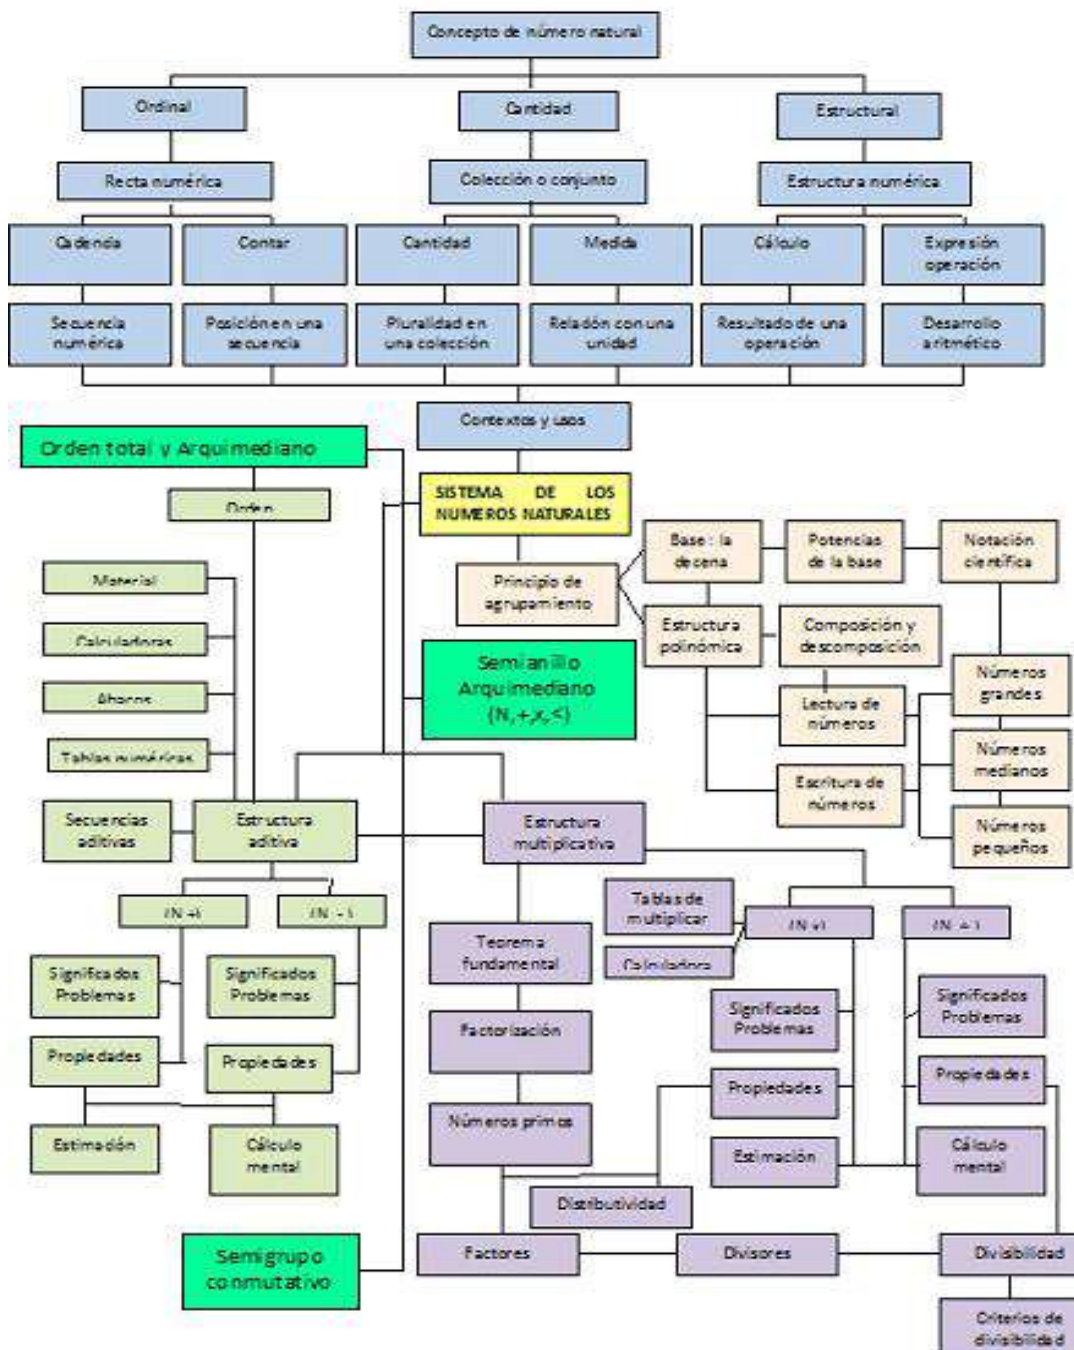 Concepto de número natural
Ordinal
Cantidad
Estructural
Recta numérica
Colección o conjunto
Estructura numérica
Cadencia
Contar
Cantidad
Medida
Cálculo
Expresión
operación
Secuencia
numérica
Posición en una
secuencia
Pluralidad en
una colección
Relación con una
unidad
Resultado de una
operación
Desarrollo
aritmético
Contextos y usos
Orden total y Arquimediano
Orden
SISTEMA DE LOS
NUMEROS NATURALES
Principio de
agrupamiento
Base : la
decena
Potencias
de la base
Notación
científica
Estructura
polinómica
Composición y
descomposición
Lectura de
números
Escritura de
números
Números
grandes
Números
medianos
Números
pequeños
Material
Calculadoras
Abacos
Tablas numéricas
Semianillo
Arquimediano
(N,+,x,≤)
Secuencias
aditivas
Estructura
aditiva
Estructura
multiplicativa
(N +)
(N - )
Significados
Problemas
Significados
Problemas
Propiedades
Propiedades
Estimación
Cálculo
mental
Teorema
fundamental
Factorización
Números primos
Tablas de
multiplicar
Calculadora
(N x)
(N ÷ )
Significados
Problemas
Significados
Problemas
Propiedades
Propiedades
Estimación
Cálculo
mental
Distributividad
Factores
Divisores
Divisibilidad
Criterios de
divisibilidad
Semigrupo
conmutativo